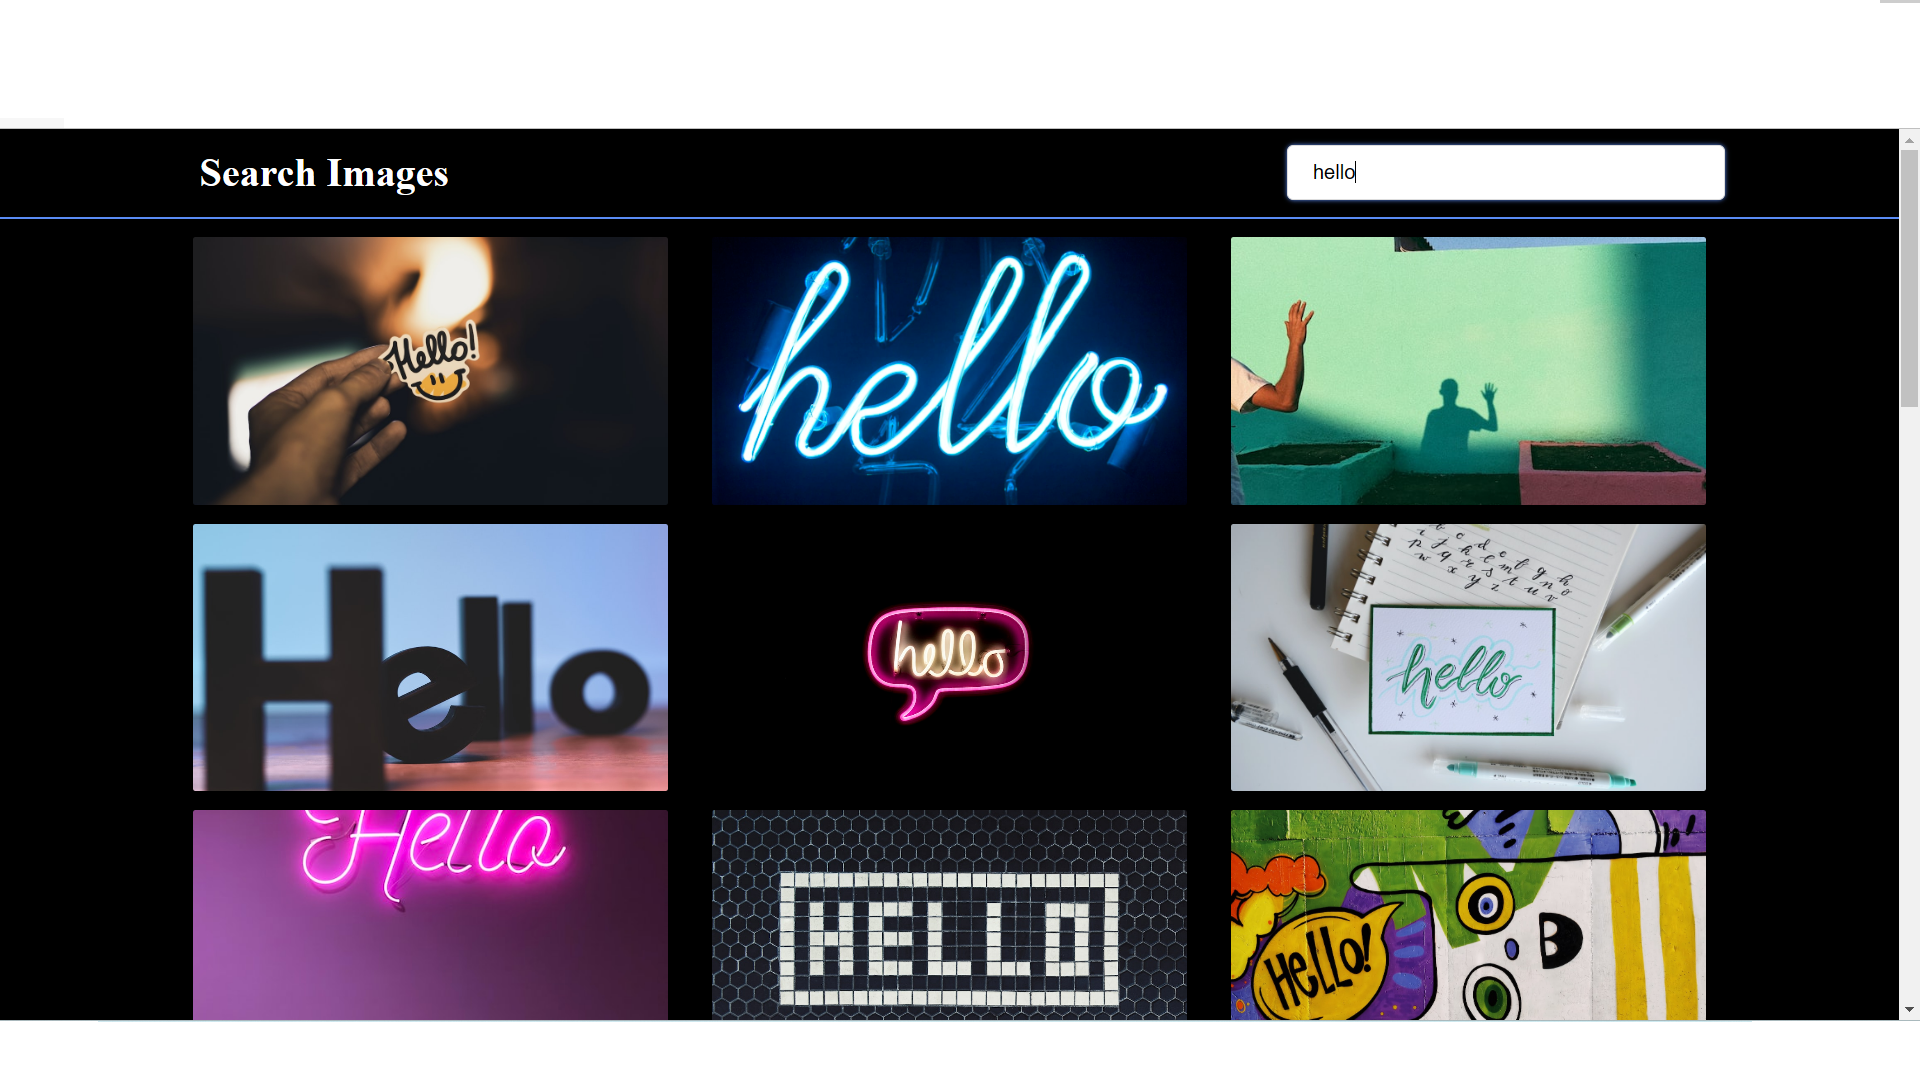 Search Images
hello
Hello!
hello
Hello
hello
a b c d e f g h
i j k l m n o
p q r s t u v
w x y z
hello
Hello
HELLO
HELLO!